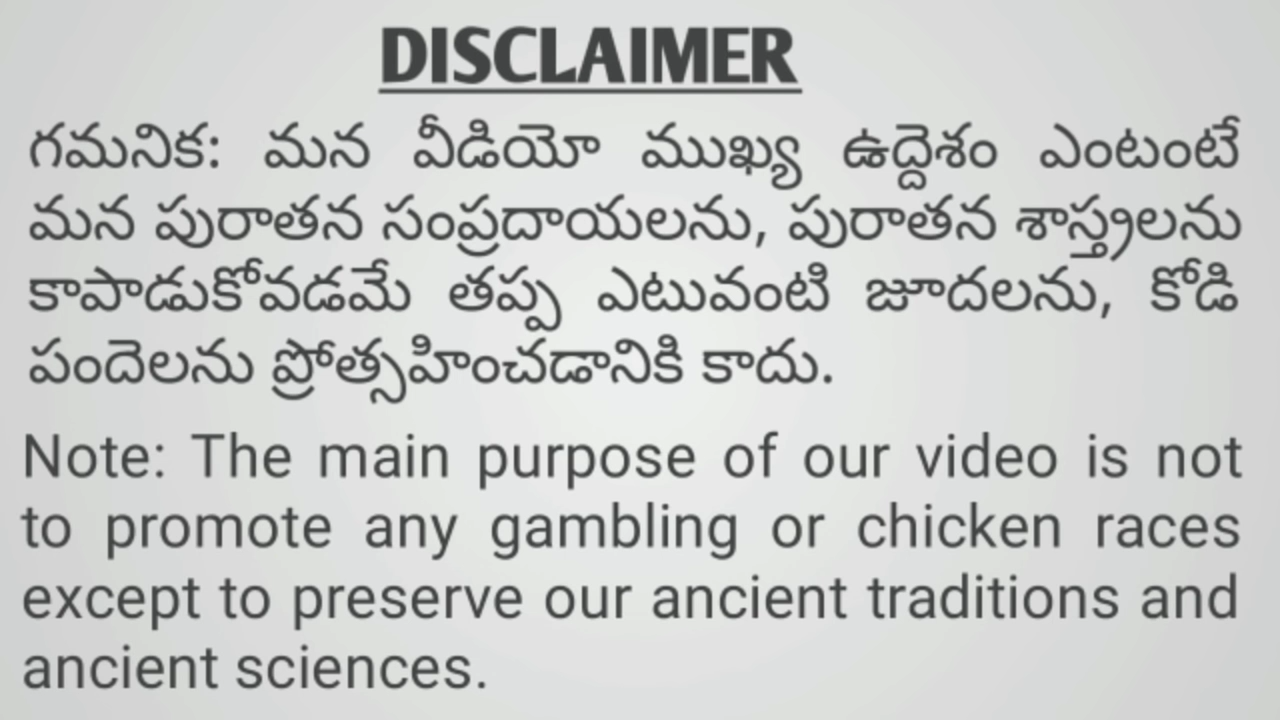 DISCLAIMER
గమనిక: మన వీడియో ముఖ్య ఉద్దెశం ఎంటంటే
మన పురాతన సంప్రదాయలను, పురాతన శాస్త్రలను
కాపాడుకోవడమే తప్ప ఎటువంటి జూదలను, కోడి
పందెలను ప్రోత్సహించడానికి కాదు.
Note: The main purpose of our video is not
to promote any gambling or chicken races
except to preserve our ancient traditions and
ancient sciences.